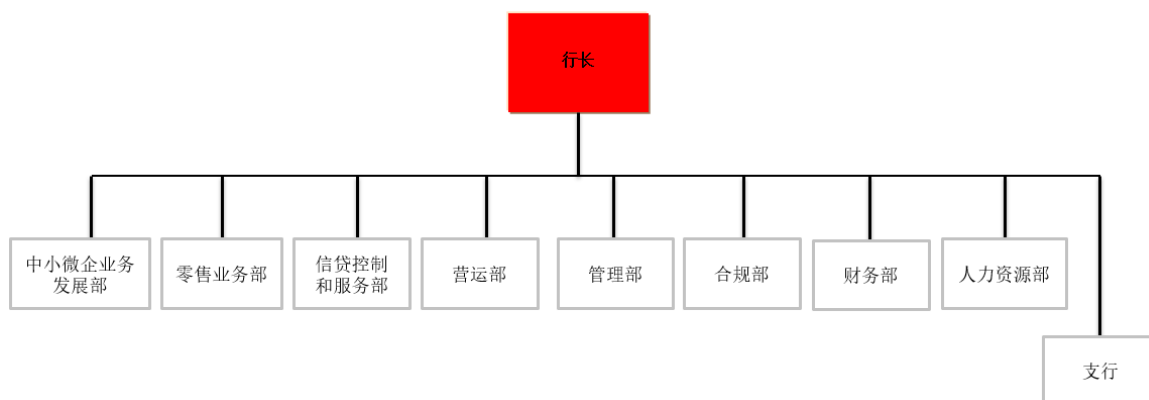 行长
中小微企业务
发展部
零售业务部
信贷控制
和服务部
营运部
管理部
合规部
财务部
人力资源部
支行